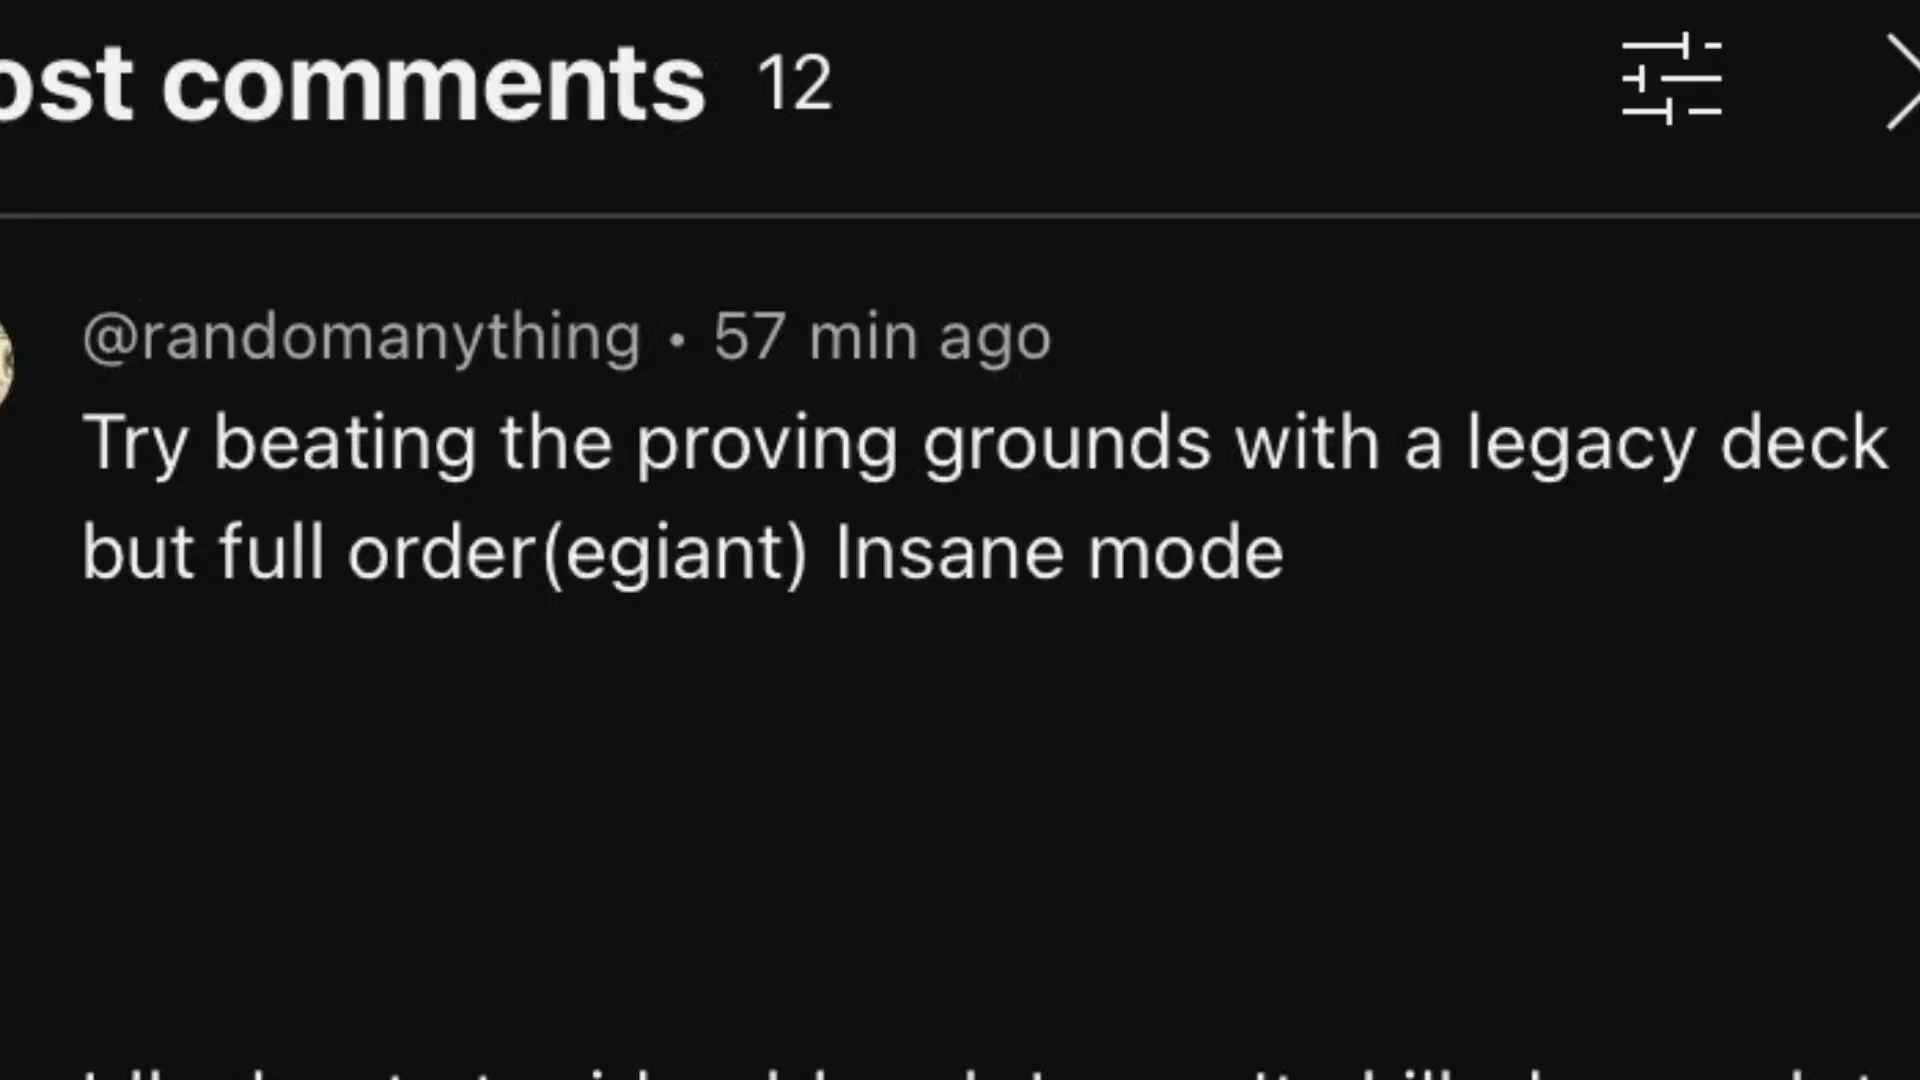 ost comments 12
@randomanything • 57 min ago
Try beating the proving grounds with a legacy deck
but full order(egiant) Insane mode